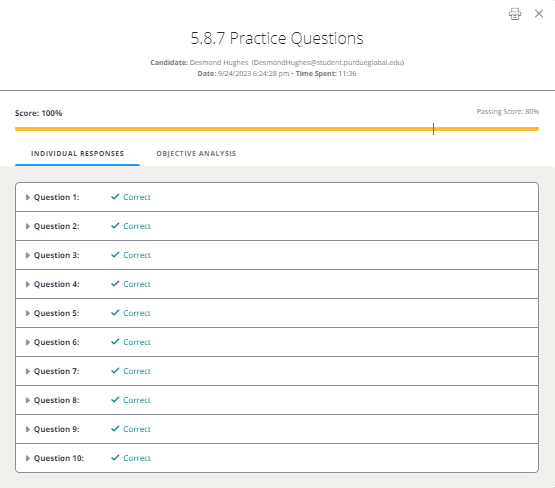 5.8.7 Practice Questions
Candidate: Desmond Hughes (DesmondHughes@student.purdueglobal.edu)
Date: 9/24/2023 6:24:28 pm • Time Spent: 11:36
Score: 100%
Passing Score: 80%
INDIVIDUAL RESPONSES OBJECTIVE ANALYSIS
Question 1: Correct
Question 2: Correct
Question 3: Correct
Question 4: Correct
Question 5: Correct
Question 6: Correct
Question 7: Correct
Question 8: Correct
Question 9: Correct
Question 10: Correct